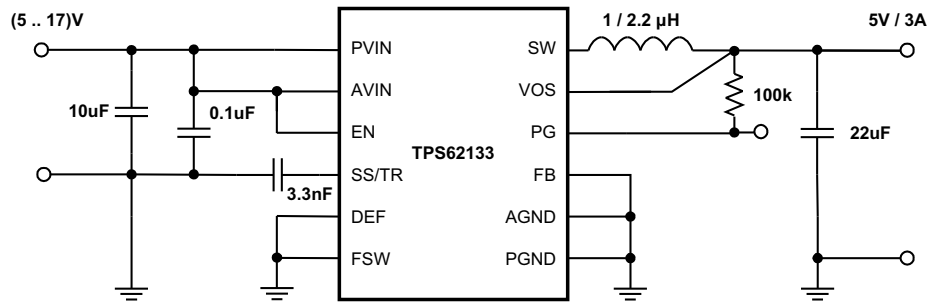 (5 .. 17)V
1 / 2.2 µH
5V / 3A
PVIN
SW
AVIN
VOS
10uF
0.1uF
100k
EN
PG
22uF
TPS62133
3.3nF
SS/TR
FB
DEF
AGND
FSW
PGND